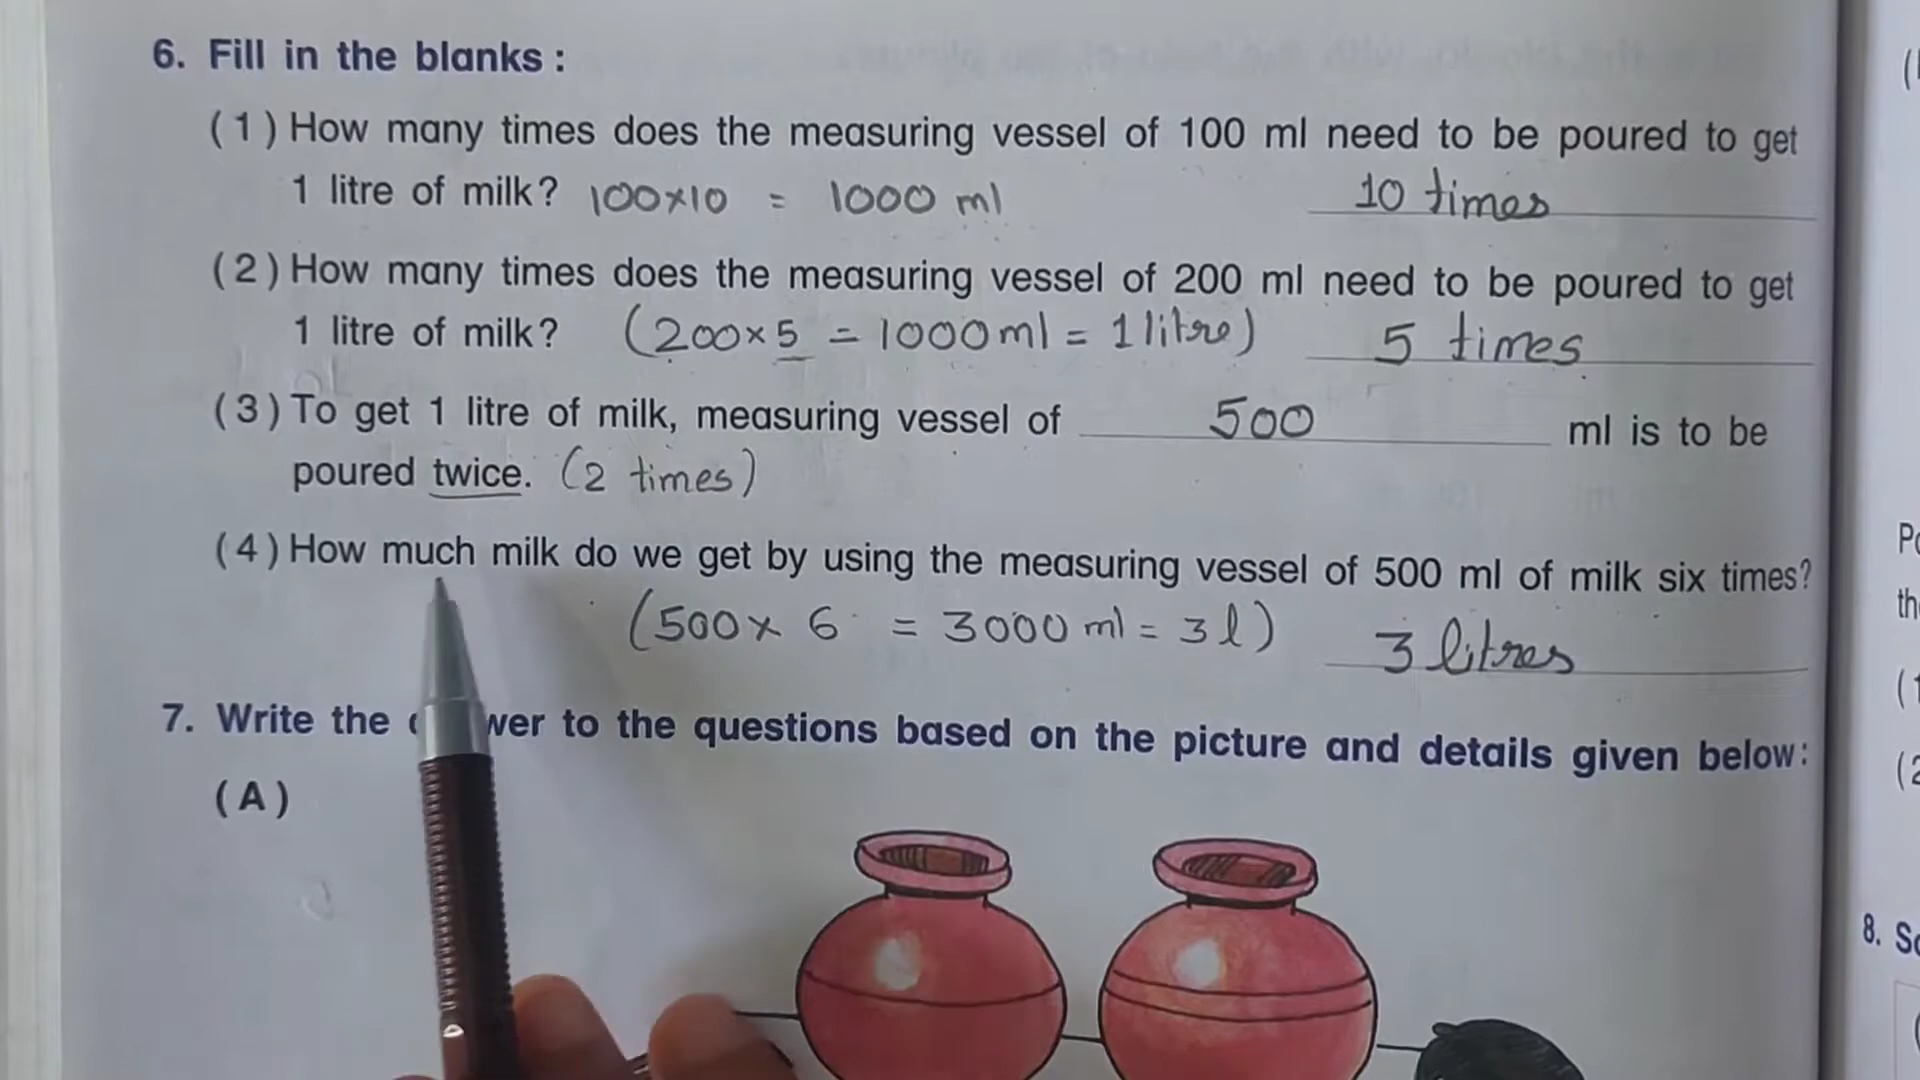 6. Fill in the blanks :
(1) How many times does the measuring vessel of 100 ml need to be poured to get
1 litre of milk? 100×10 = 1000 ml 10 times
(2) How many times does the measuring vessel of 200 ml need to be poured to get
1 litre of milk? (200×5 = 1000ml = 1 litre) 5 times
(3) To get 1 litre of milk, measuring vessel of 500 ml is to be
poured twice. (2 times)
(4) How much milk do we get by using the measuring vessel of 500 ml of milk six times?
(500 × 6 = 3000 ml = 3 l) 3 litres
7. Write the wer to the questions based on the picture and details given below:
(A)
8.